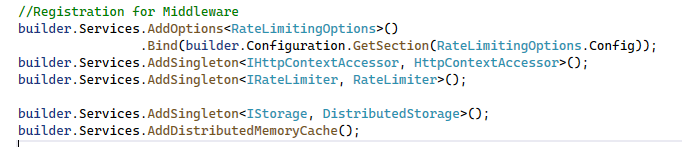 //Registration for Middleware
builder.Services.AddOptions<RateLimitingOptions>()
                .Bind(builder.Configuration.GetSection(RateLimitingOptions.Config));
builder.Services.AddSingleton<IHttpContextAccessor, HttpContextAccessor>();
builder.Services.AddSingleton<IRateLimiter, RateLimiter>();
builder.Services.AddSingleton<IStorage, DistributedStorage>();
builder.Services.AddDistributedMemoryCache();